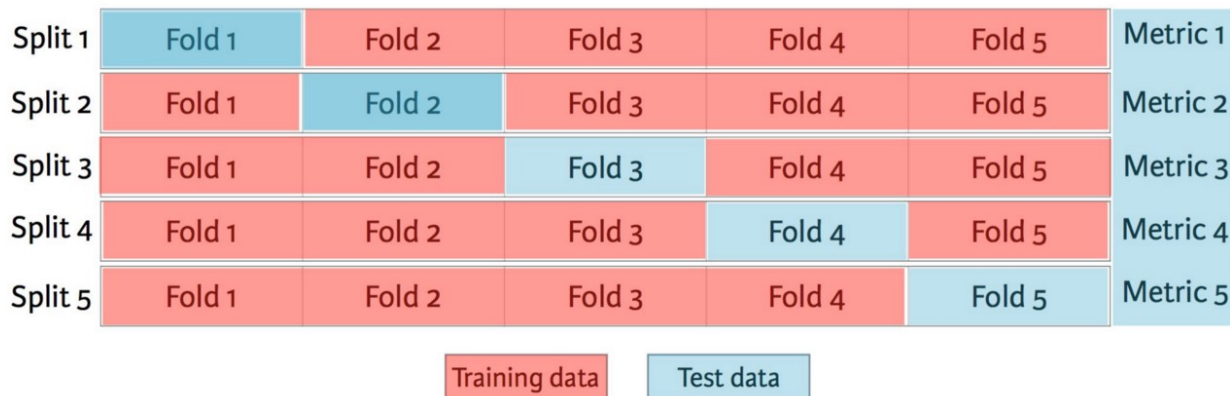 Split 1 Fold 1 Fold 2 Fold 3 Fold 4 Fold 5 Metric 1
Split 2 Fold 1 Fold 2 Fold 3 Fold 4 Fold 5 Metric 2
Split 3 Fold 1 Fold 2 Fold 3 Fold 4 Fold 5 Metric 3
Split 4 Fold 1 Fold 2 Fold 3 Fold 4 Fold 5 Metric 4
Split 5 Fold 1 Fold 2 Fold 3 Fold 4 Fold 5 Metric 5
Training data Test data